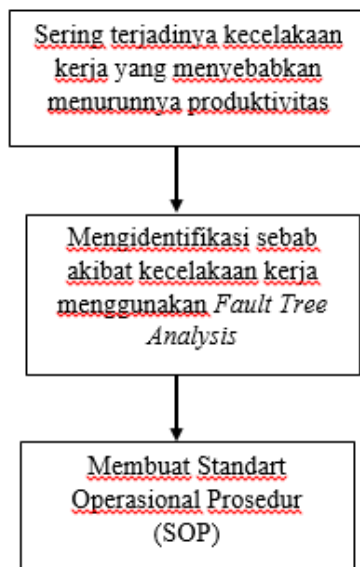 Sering terjadinya kecelakaan
kerja yang menyebabkan
menurunnya produktivitas
Mengidentifikasi sebab
akibat kecelakaan kerja
menggunakan Fault Tree
Analysis
Membuat Standart
Operasional Prosedur
(SOP)